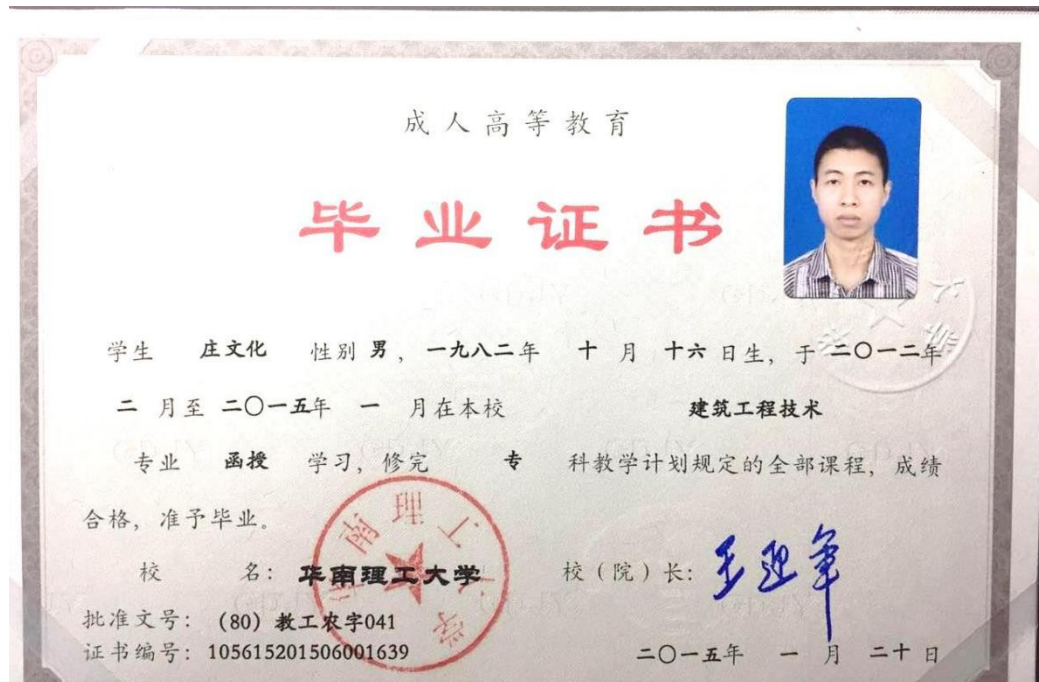 成人高等教育
毕业证书
学生 庄文化 性别 男，一九八二年 十 月 十六 日生，于 二〇一二年
二 月至 二〇一五年 一 月在本校 建筑工程技术
专业 函授 学习，修完 专 科教学计划规定的全部课程，成绩
合格，准予毕业。
校 名：华南理工大学 校（院）长：王迎军
批准文号：(80) 教工农字041
证书编号：105615201506001639 二〇一五年 一 月 二十 日